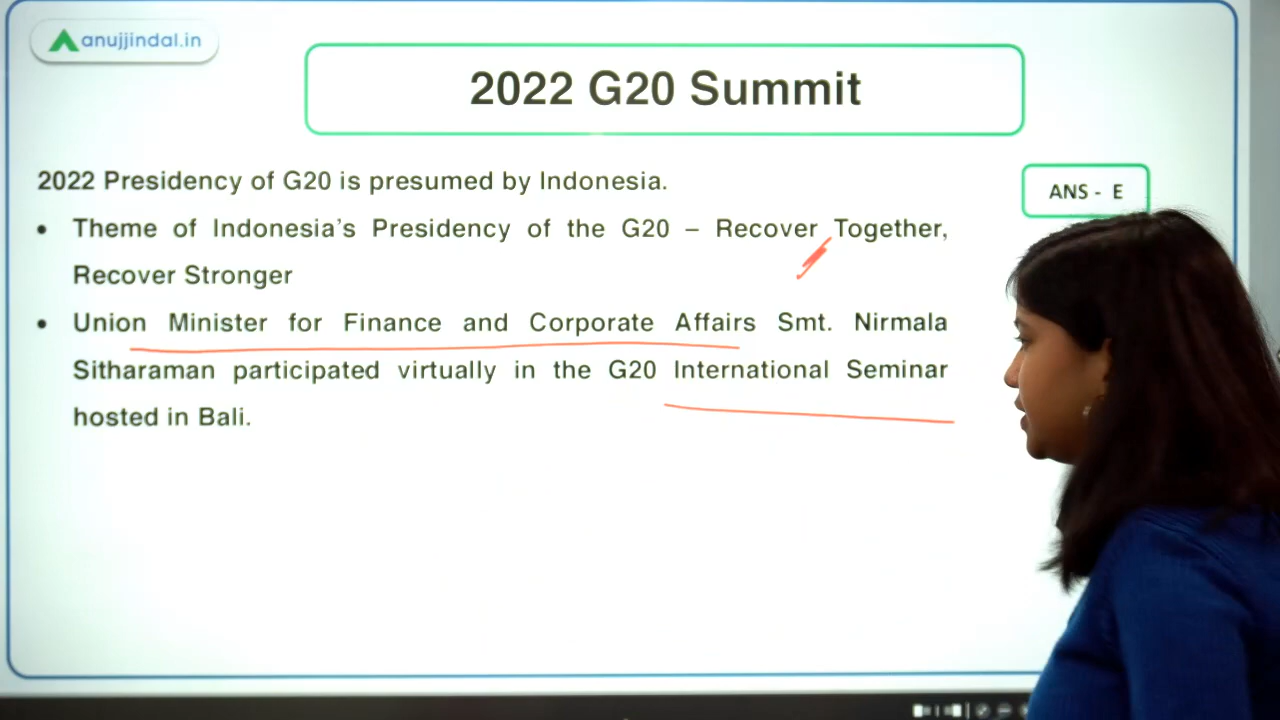 anujjindal.in
2022 G20 Summit
2022 Presidency of G20 is presumed by Indonesia.
ANS - E
• Theme of Indonesia's Presidency of the G20 – Recover Together,
Recover Stronger
• Union Minister for Finance and Corporate Affairs Smt. Nirmala
Sitharaman participated virtually in the G20 International Seminar
hosted in Bali.